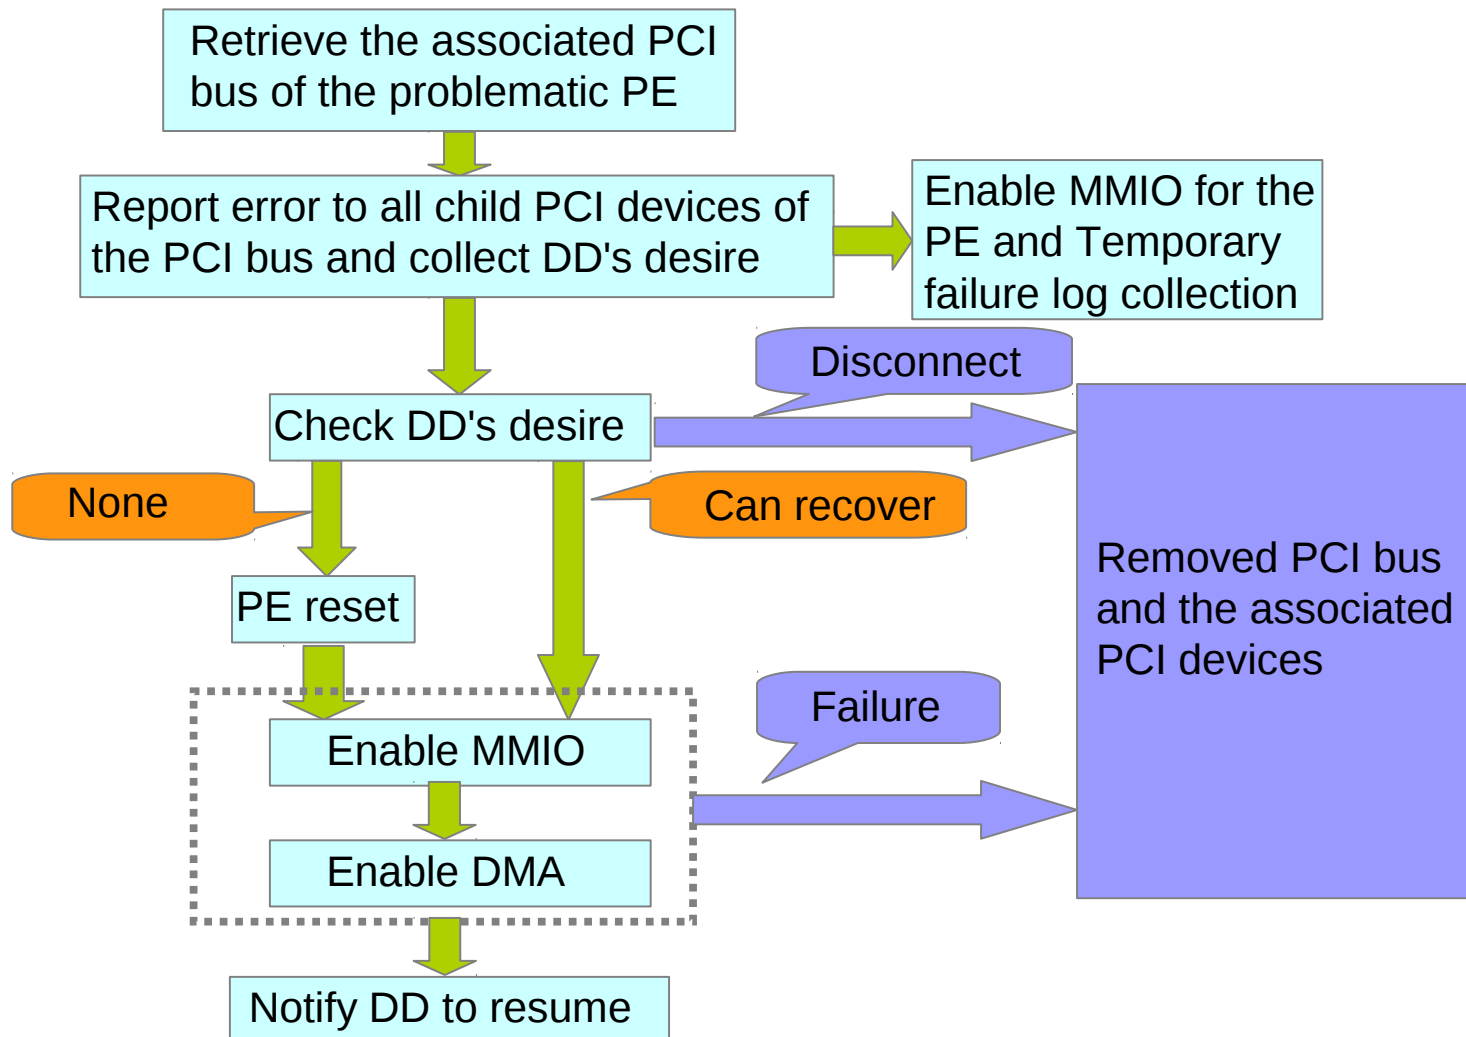 Retrieve the associated PCI
bus of the problematic PE
Report error to all child PCI devices of
the PCI bus and collect DD's desire
Enable MMIO for the
PE and Temporary
failure log collection
Disconnect
Check DD's desire
None
Can recover
Removed PCI bus
and the associated
PCI devices
PE reset
Failure
Enable MMIO
Enable DMA
Notify DD to resume